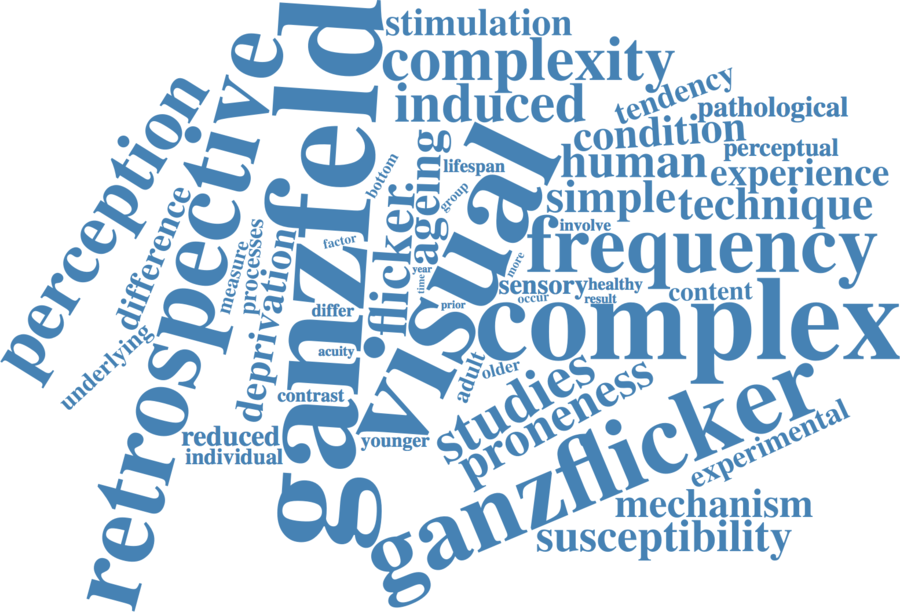 stimulation
complexity
induced
tendency
pathological
condition
perceptual
human
experience
simple
technique
involve
frequency
sensory
healthy
occur
result
content
complex
perception
retrospective
ganzfeld
difference
underlying
measure
processes
deprivation
factor
differ
acuity
contrast
reduced
individual
bottom
flicker.
ageing
lifespan
group
year
time
prior
more
visual
younger
adult
older
studies
proneness
ganzflicker
experimental
mechanism
susceptibility